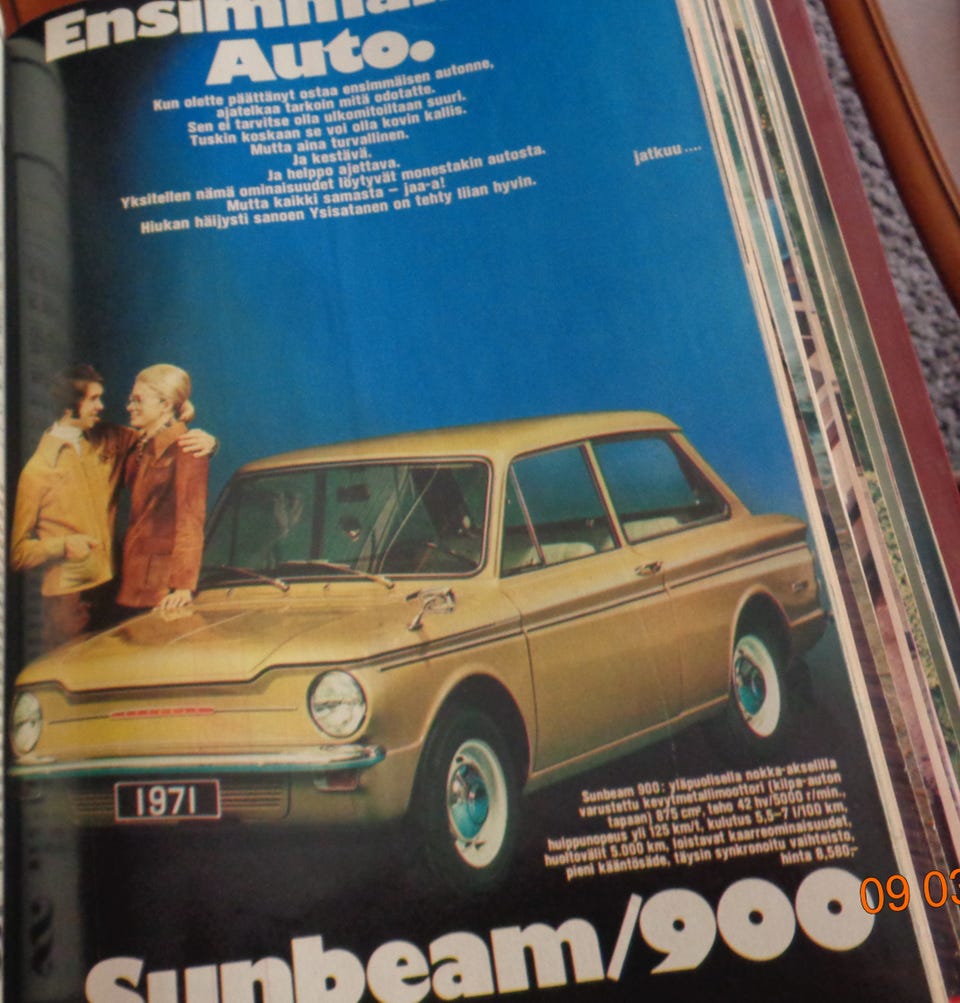 Ensimmäinen
Auto.
Kun olette päättänyt ostaa ensimmäisen autonne,
ajatelkaa tarkoin mitä odotatte.
Sen ei tarvitse olla ulkomitoiltaan suuri.
Tuskin koskaan se voi olla kovin kallis.
Mutta aina turvallinen.
Ja kestävä.
Ja helppo ajettava.
Yksitellen nämä ominaisuudet löytyvät monestakin autosta.
Mutta kaikki samasta – jaa-a!
Hiukan häijysti sanoen Ysisatanen on tehty liian hyvin.
jatkuu....
1971
Sunbeam 900: yläpuolisella nokka-akselilla
varustettu kevytmetallimoottori (kilpa-auton
tapaan) 875 cm³, teho 42 hv/5000 r/min.,
huippunopeus yli 125 km/t, kulutus 5.5–7 l/100 km,
huoltovälit 5.000 km, loistavat kaarreominaisuudet,
pieni kääntösäde, täysin synkronoitu vaihteisto,
hinta 8,580:-
Sunbeam/900
09 03